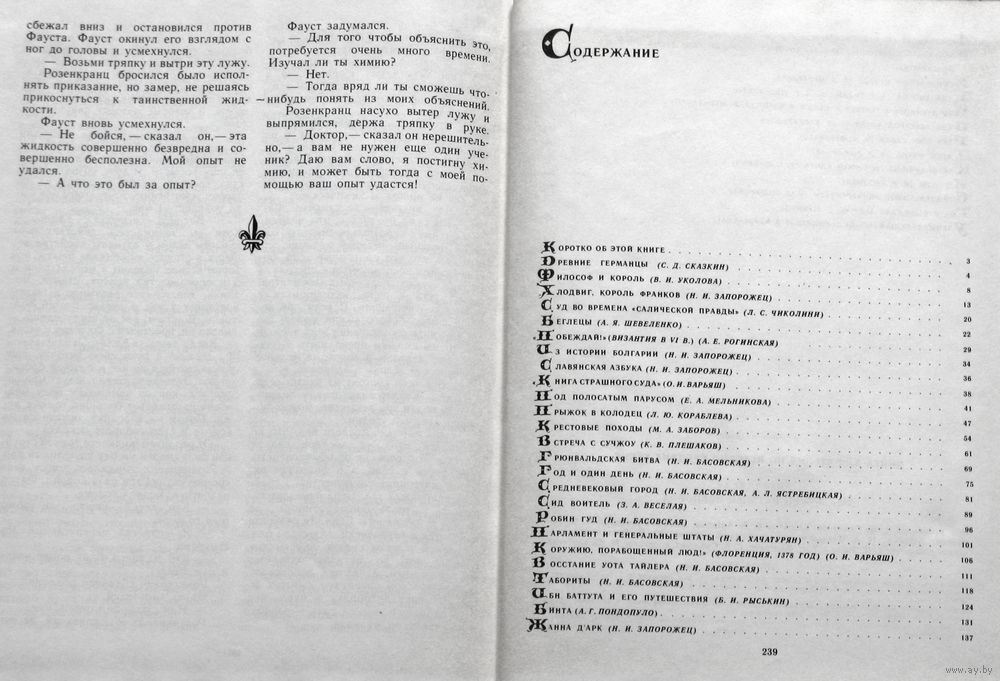 сбежал вниз и остановился против
Фауста. Фауст окинул его взглядом с
ног до головы и усмехнулся.
— Возьми тряпку и вытри эту лужу.
Розенкранц бросился было испол-
нять приказание, но замер, не решаясь
прикоснуться к таинственной жид-
кости.
Фауст вновь усмехнулся.
— Не бойся, — сказал он,— эта
жидкость совершенно безвредна и со-
вершенно бесполезна. Мой опыт не
удался.
— А что это был за опыт?
Фауст задумался.
— Для того чтобы объяснить это,
потребуется очень много времени.
Изучал ли ты химию?
— Нет.
— Тогда вряд ли ты сможешь что-
нибудь понять из моих объяснений.
Розенкранц насухо вытер лужу и
выпрямился, держа тряпку в руке.
— Доктор,— сказал он нерешитель-
но,— а вам не нужен еще один уче-
ник? Даю вам слово, я постигну хи-
мию, и может быть тогда с моей по-
мощью ваш опыт удастся!
СОДЕРЖАНИЕ
КОРОТКО ОБ ЭТОЙ КНИГЕ . . . 3
ДРЕВНИЕ ГЕРМАНЦЫ (С. Д. СКАЗКИН) . . . 4
ФИЛОСОФ И КОРОЛЬ (В. И. УКОЛОВА) . . . 8
ХЛОДВИГ, КОРОЛЬ ФРАНКОВ (Н. И. ЗАПОРОЖЕЦ) . . . 13
СУД ВО ВРЕМЕНА «САЛИЧЕСКОЙ ПРАВДЫ» (Л. С. ЧИКОЛИНИ) . . . 20
БЕГЛЕЦЫ (А. Я. ШЕВЕЛЕНКО) . . . 22
«ПОБЕЖДАЙ!» (ВИЗАНТИЯ В VI В.) (А. Е. РОГИНСКАЯ) . . . 29
ИЗ ИСТОРИИ БОЛГАРИИ (Н. И. ЗАПОРОЖЕЦ) . . . 34
СЛАВЯНСКАЯ АЗБУКА (Н. И. ЗАПОРОЖЕЦ) . . . 36
«КНИГА СТРАШНОГО СУДА» (О. И. ВАРЬЯШ) . . . 38
ПОД ПОЛОСАТЫМ ПАРУСОМ (Е. А. МЕЛЬНИКОВА) . . . 41
ПРЫЖОК В КОЛОДЕЦ (Л. Ю. КОРАБЛЕВА) . . . 47
КРЕСТОВЫЕ ПОХОДЫ (М. А. ЗАБОРОВ) . . . 54
ВСТРЕЧА С СУЧЖОУ (К. В. ПЛЕШАКОВ) . . . 61
ГРЮНВАЛЬДСКАЯ БИТВА (Н. И. БАСОВСКАЯ) . . . 69
ГОД И ОДИН ДЕНЬ (Н. И. БАСОВСКАЯ) . . . 75
СРЕДНЕВЕКОВЫЙ ГОРОД (Н. И. БАСОВСКАЯ, А. Л. ЯСТРЕБИЦКАЯ) . . . 81
СИД ВОИТЕЛЬ (З. А. ВЕСЕЛАЯ) . . . 89
РОБИН ГУД (Н. И. БАСОВСКАЯ) . . . 96
ПАРЛАМЕНТ И ГЕНЕРАЛЬНЫЕ ШТАТЫ (Н. А. ХАЧАТУРЯН) . . . 101
«К ОРУЖИЮ, ПОРАБОЩЕННЫЙ ЛЮД!» (ФЛОРЕНЦИЯ, 1378 ГОД) (О. И. ВАРЬЯШ) . . . 106
ВОССТАНИЕ УОТА ТАЙЛЕРА (Н. И. БАСОВСКАЯ) . . . 111
ТАБОРИТЫ (Н. И. БАСОВСКАЯ) . . . 118
ИБН БАТТУТА И ЕГО ПУТЕШЕСТВИЯ (Б. И. РЫСЬКИН) . . . 124
БИНТА (А. Г. ПОНДОПУЛО) . . . 131
ЖАННА Д'АРК (Н. И. ЗАПОРОЖЕЦ) . . . 137
239
www.ay.by